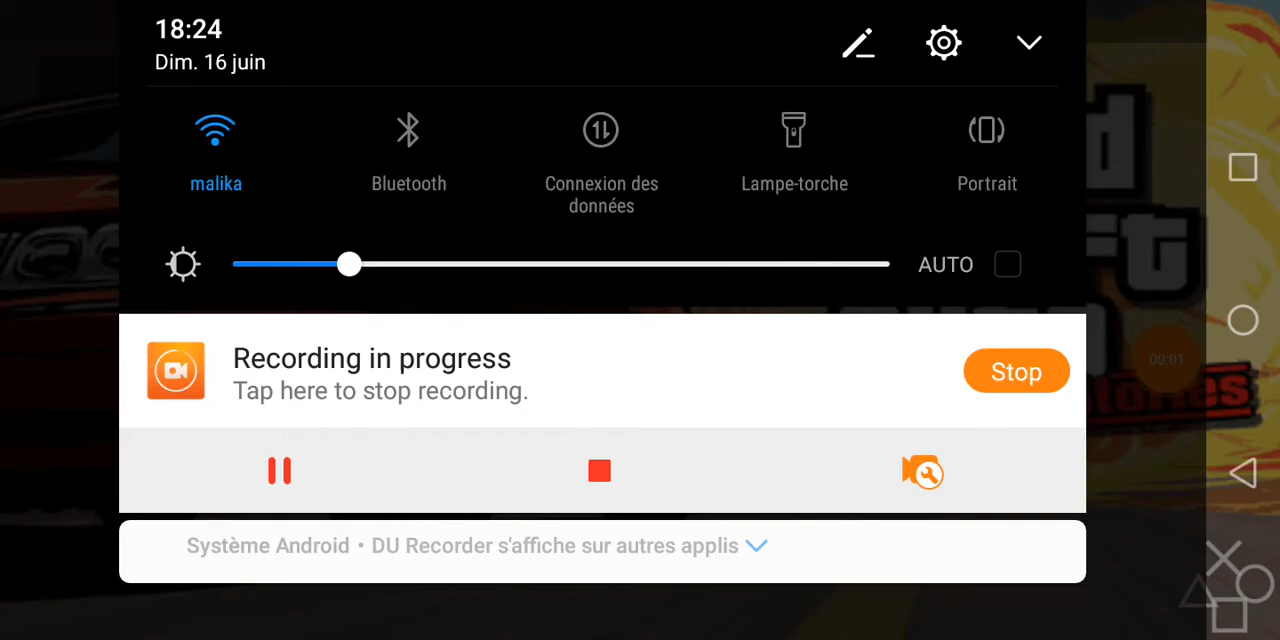 18:24
Dim. 16 juin
malika
Bluetooth
Connexion des
données
Lampe-torche
Portrait
AUTO
Recording in progress
Tap here to stop recording.
Stop
00:01
Système Android • DU Recorder s'affiche sur autres applis